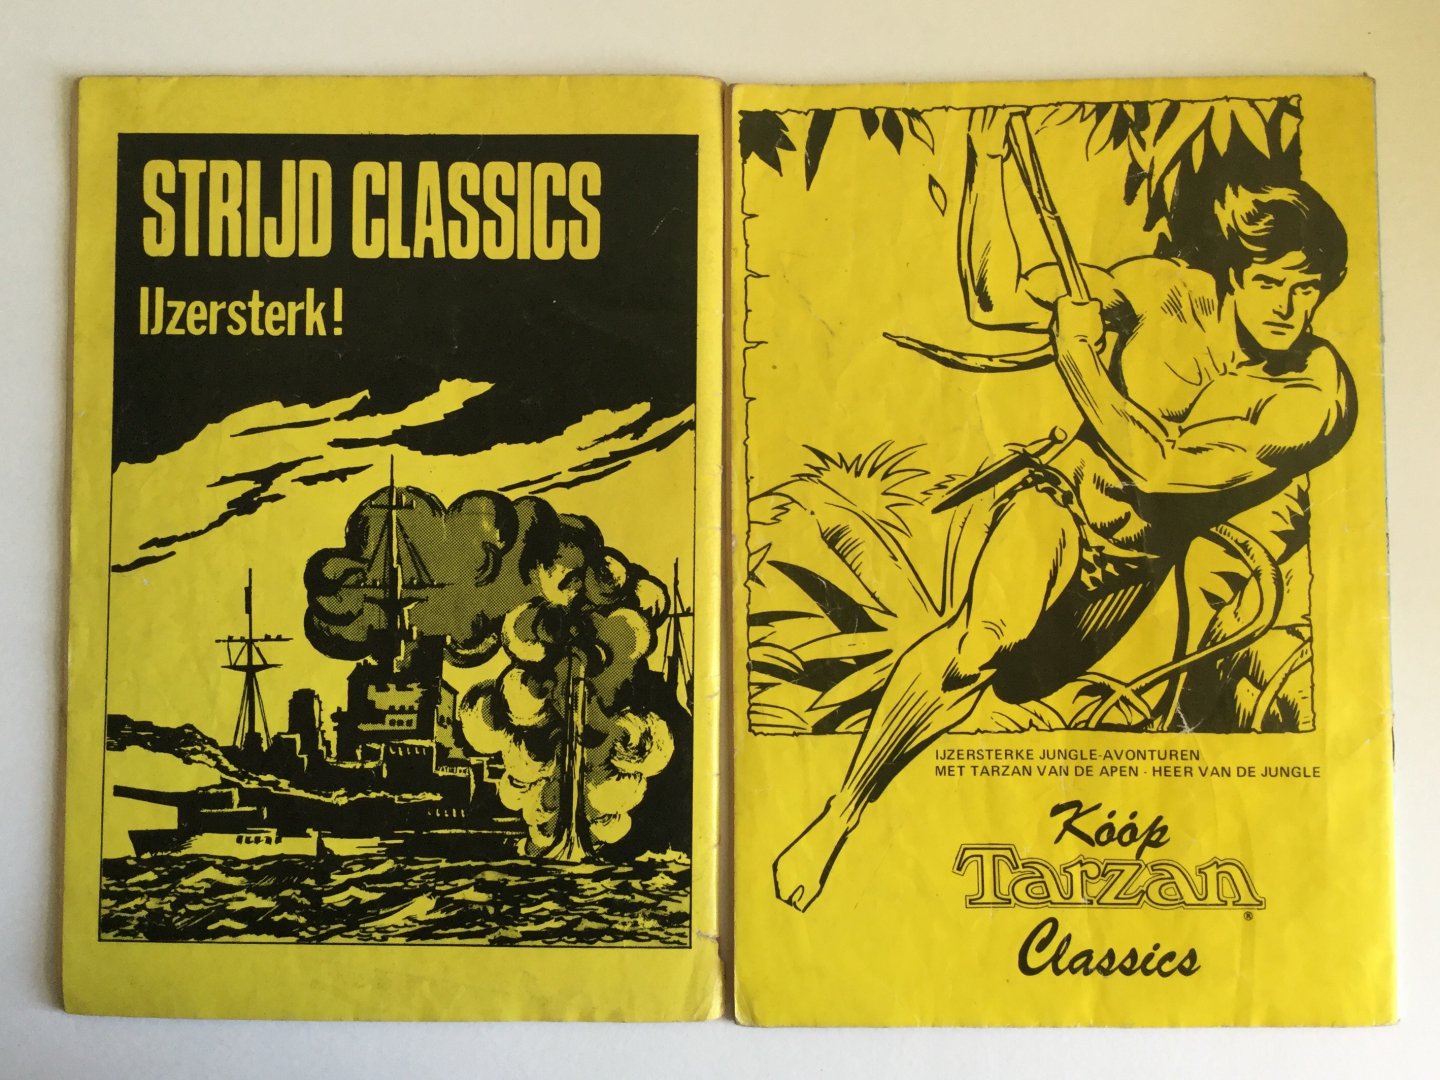 STRIJD CLASSICS
IJzersterk!
IJZERSTERKE JUNGLE-AVONTUREN
MET TARZAN VAN DE APEN - HEER VAN DE JUNGLE
Kóóp
Tarzan®
Classics